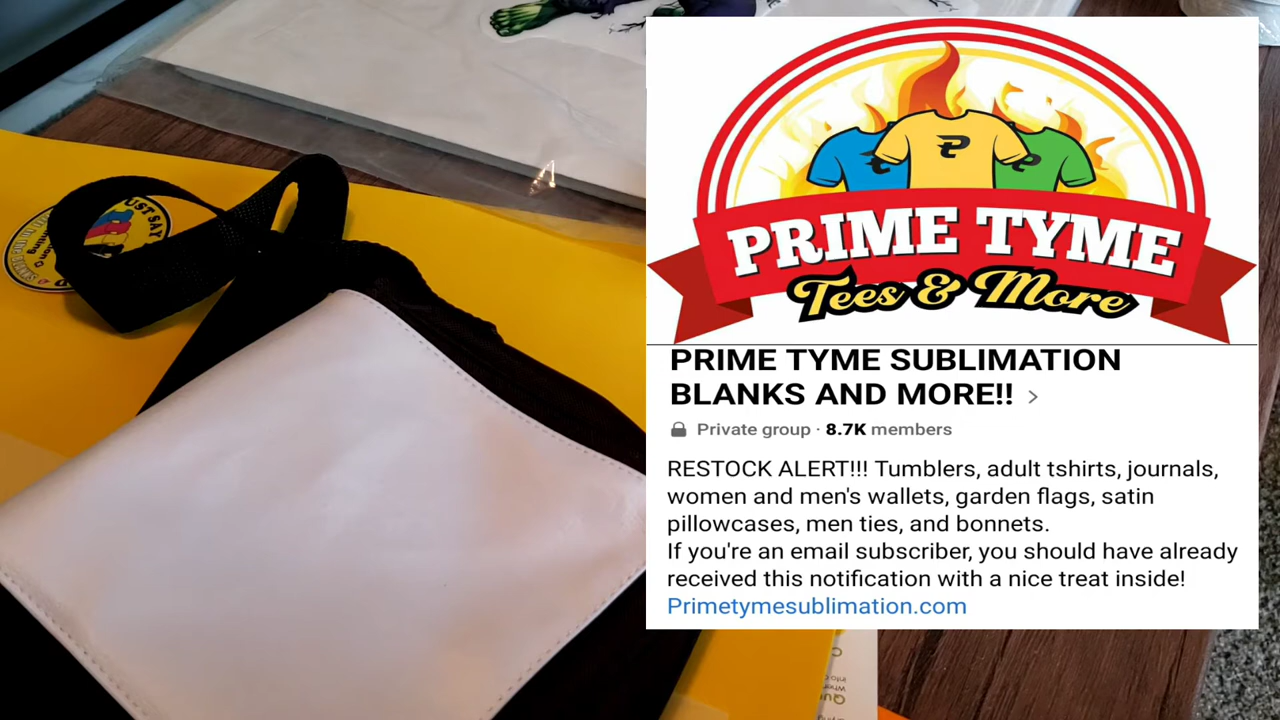 PRIME TYME
Tees & More
PRIME TYME SUBLIMATION
BLANKS AND MORE!!
Private group · 8.7K members
RESTOCK ALERT!!! Tumblers, adult tshirts, journals,
women and men's wallets, garden flags, satin
pillowcases, men ties, and bonnets.
If you're an email subscriber, you should have already
received this notification with a nice treat inside!
Primetymesublimation.com